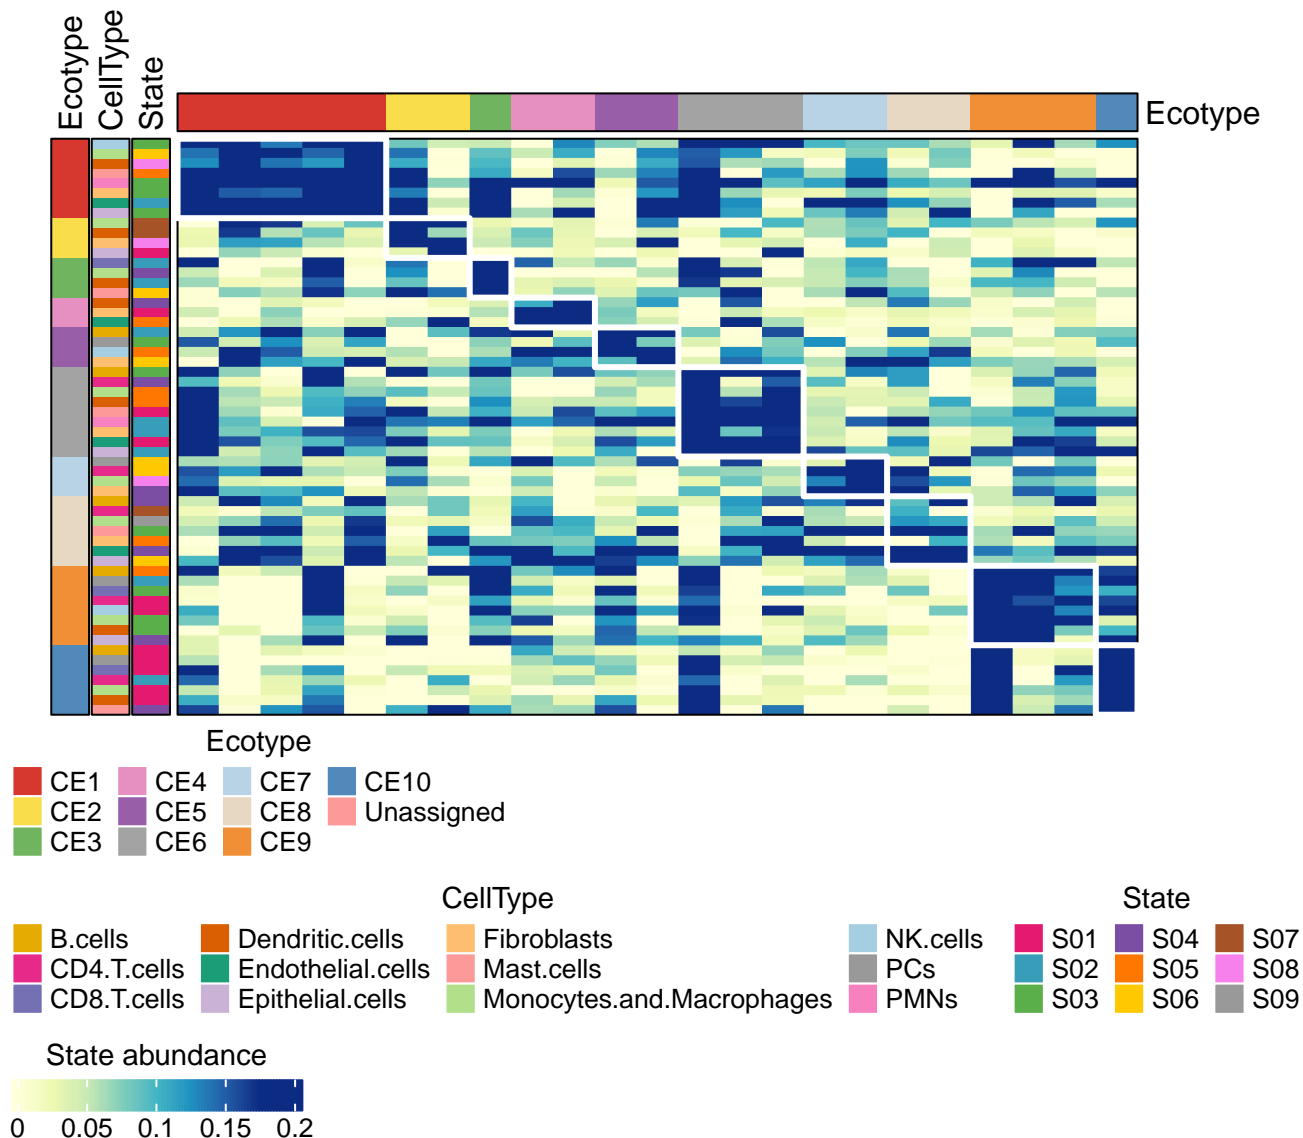 Ecotype
CellType
State
Ecotype
Ecotype
CE1 CE4 CE7 CE10
CE2 CE5 CE8 Unassigned
CE3 CE6 CE9
CellType
State
B.cells Dendritic.cells Fibroblasts NK.cells S01 S04 S07
CD4.T.cells Endothelial.cells Mast.cells PCs S02 S05 S08
CD8.T.cells Epithelial.cells Monocytes.and.Macrophages PMNs S03 S06 S09
State abundance
0 0.05 0.1 0.15 0.2